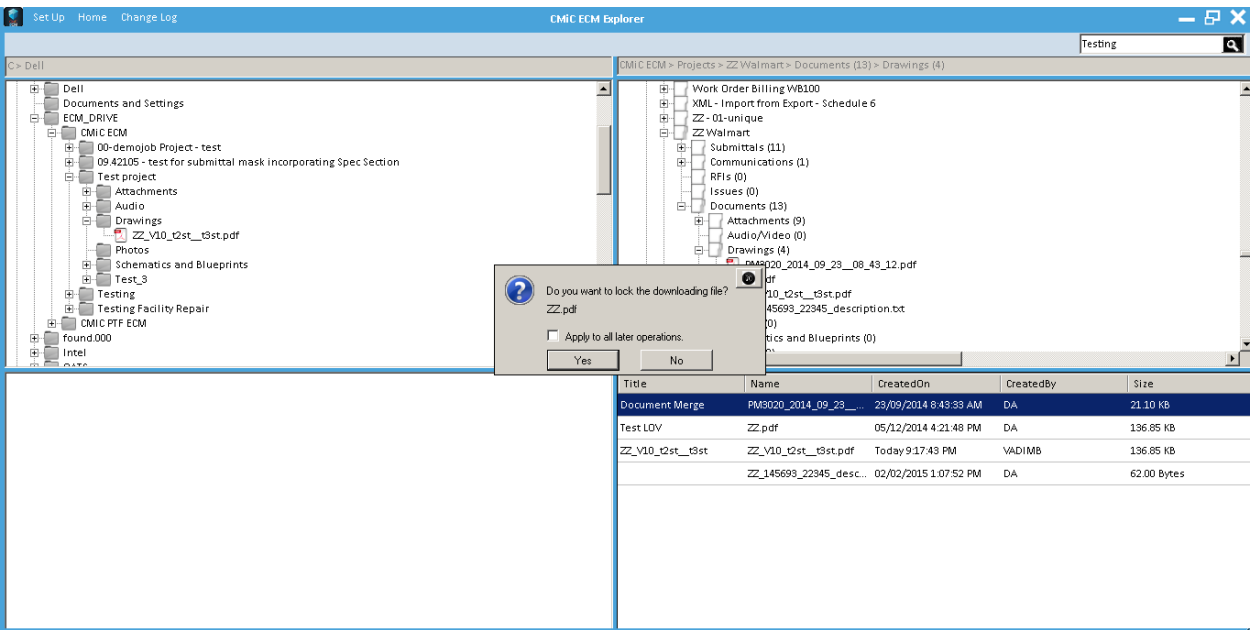 Set Up Home Change Log
CMiC ECM Explorer
Testing
C> Dell
CMiC ECM > Projects > ZZ Walmart > Documents (13) > Drawings (4)
Dell
Documents and Settings
ECM_DRIVE
CMiC ECM
00-demojob Project - test
09.42105 - test for submittal mask incorporating Spec Section
Test project
Attachments
Audio
Drawings
ZZ_V10_t2st__t3st.pdf
Photos
Schematics and Blueprints
Test_3
Testing
Testing Facility Repair
CMIC PTF ECM
found.000
Intel
Work Order Billing WB100
XML - Import from Export - Schedule 6
ZZ - 01-unique
ZZ Walmart
Submittals (11)
Communications (1)
RFIs (0)
Issues (0)
Documents (13)
Attachments (9)
Audio/Video (0)
Drawings (4)
PM3020_2014_09_23__08_43_12.pdf
10_t2st__t3st.pdf
45693_22345_description.txt
tics and Blueprints (0)
Do you want to lock the downloading file?
ZZ.pdf
Apply to all later operations.
Yes No
Title Name CreatedOn CreatedBy Size
Document Merge PM3020_2014_09_23__... 23/09/2014 8:43:33 AM DA 21.10 KB
Test LOV ZZ.pdf 05/12/2014 4:21:48 PM DA 136.85 KB
ZZ_V10_t2st__t3st ZZ_V10_t2st__t3st.pdf Today 9:17:43 PM VADIMB 136.85 KB
ZZ_145693_22345_desc... 02/02/2015 1:07:52 PM DA 62.00 Bytes